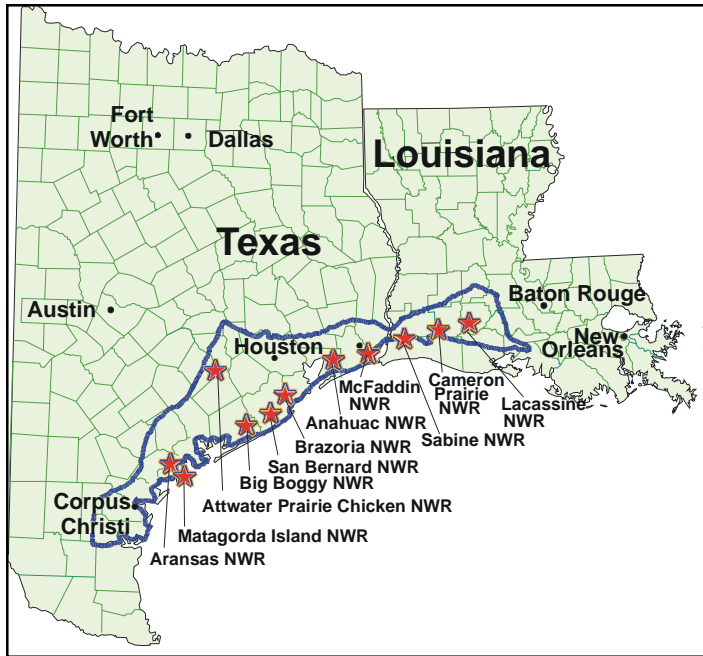 Fort
Worth
Dallas
Louisiana
Texas
Austin
Baton Rouge
New
Orleans
Houston
McFaddin
NWR
Cameron
Prairie
NWR
Lacassine
NWR
Anahuac NWR
Sabine NWR
Brazoria NWR
San Bernard NWR
Big Boggy NWR
Attwater Prairie Chicken NWR
Corpus
Christi
Matagorda Island NWR
Aransas NWR